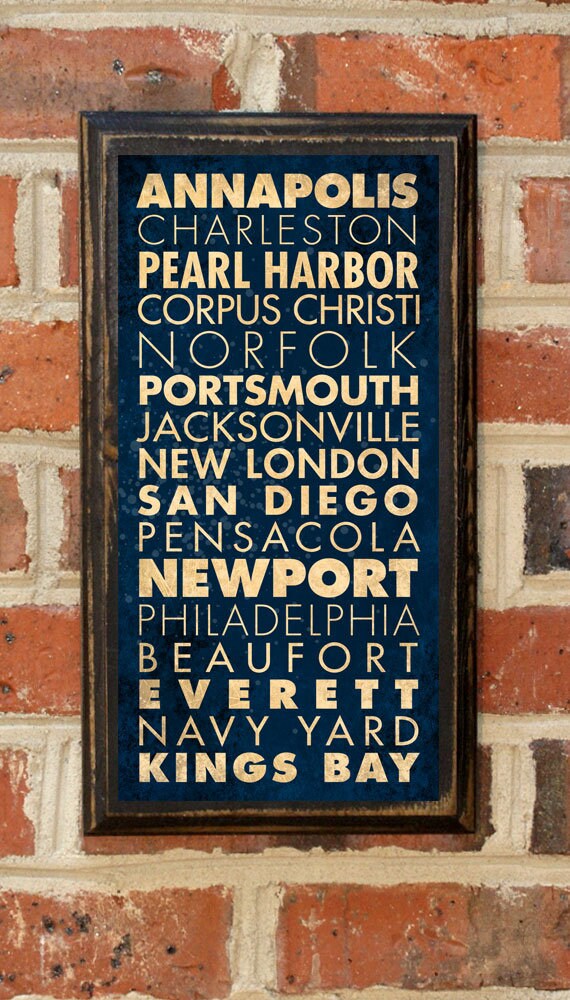 ANNAPOLIS
CHARLESTON
PEARL HARBOR
CORPUS CHRISTI
NORFOLK
PORTSMOUTH
JACKSONVILLE
NEW LONDON
SAN DIEGO
PENSACOLA
NEWPORT
PHILADELPHIA
BEAUFORT
EVERETT
NAVY YARD
KINGS BAY